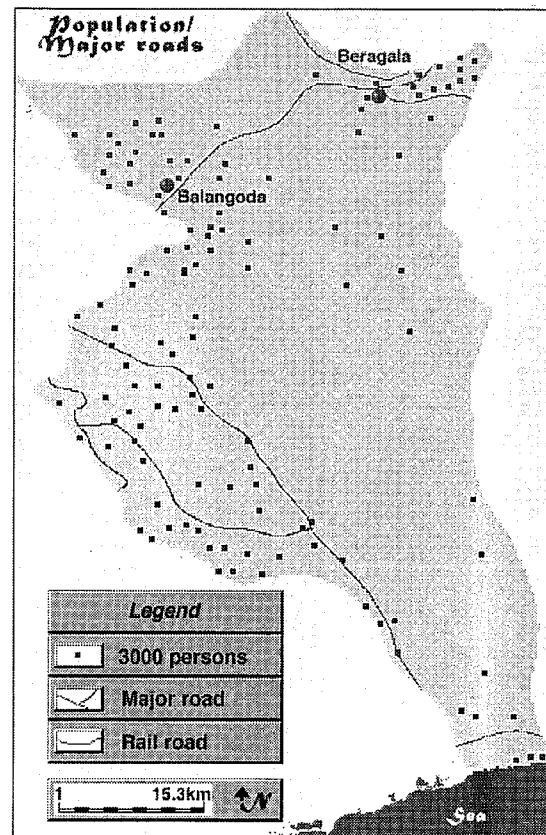 Population/
Major roads
Beragala
Balangoda
Legend
3000 persons
Major road
Rail road
1 15.3km
N
Sea